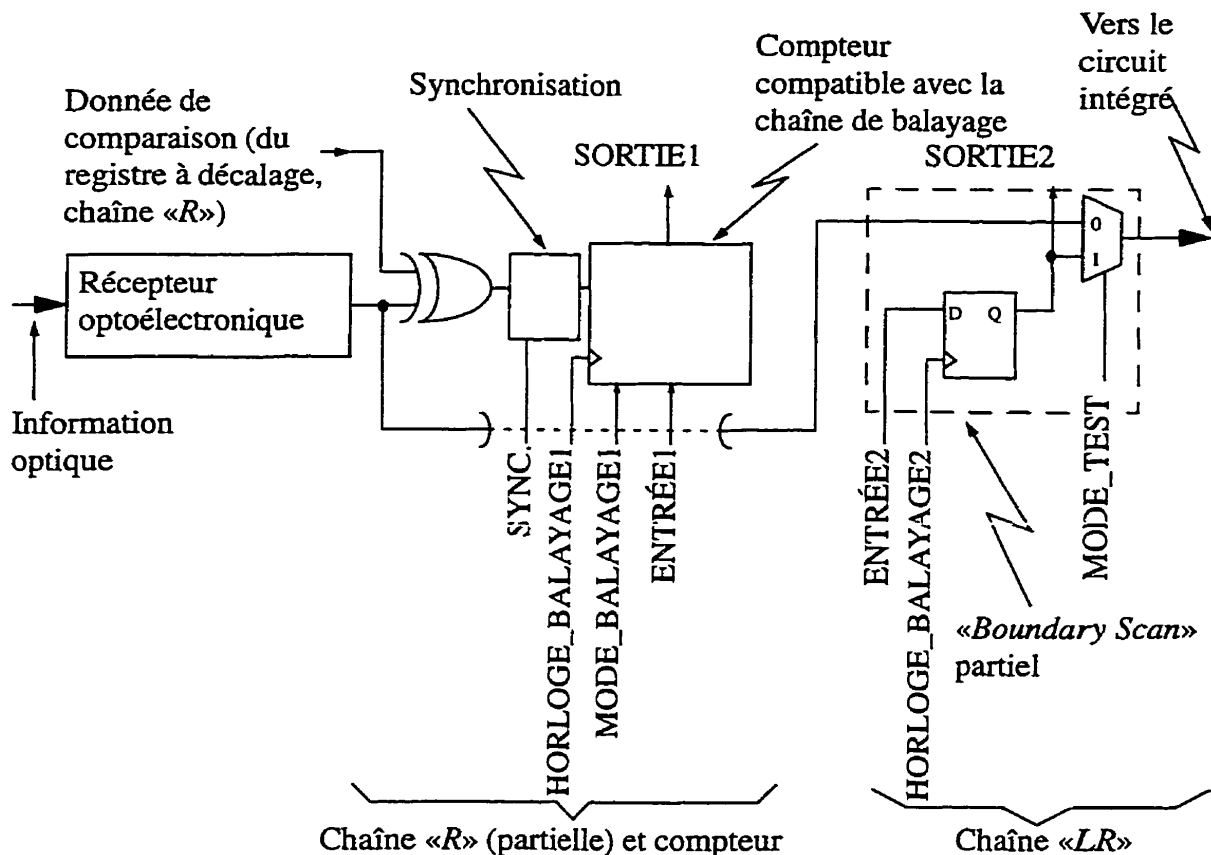 Vers le
circuit
intégré
Compteur
compatible avec la
chaîne de balayage
Synchronisation
Donnée de
comparaison (du
registre à décalage,
chaîne «R»)
SORTIE1
SORTIE2
0
1
Récepteur
optoélectronique
D Q
Information
optique
SYNC.
HORLOGE_BALAYAGE1
MODE_BALAYAGE1
ENTRÉE1
ENTRÉE2
HORLOGE_BALAYAGE2
MODE_TEST
«Boundary Scan»
partiel
Chaîne «R» (partielle) et compteur
Chaîne «LR»